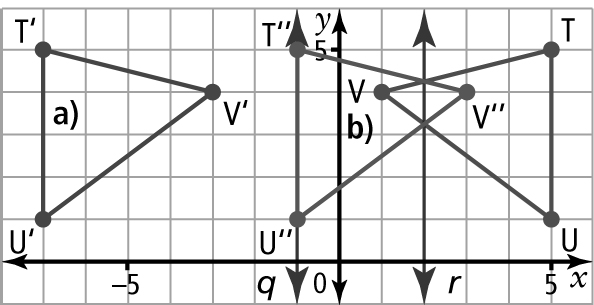 T′ T″ y T
5
V V″
a) V′ b)
U′ U″ U
−5 q 0 r 5 x